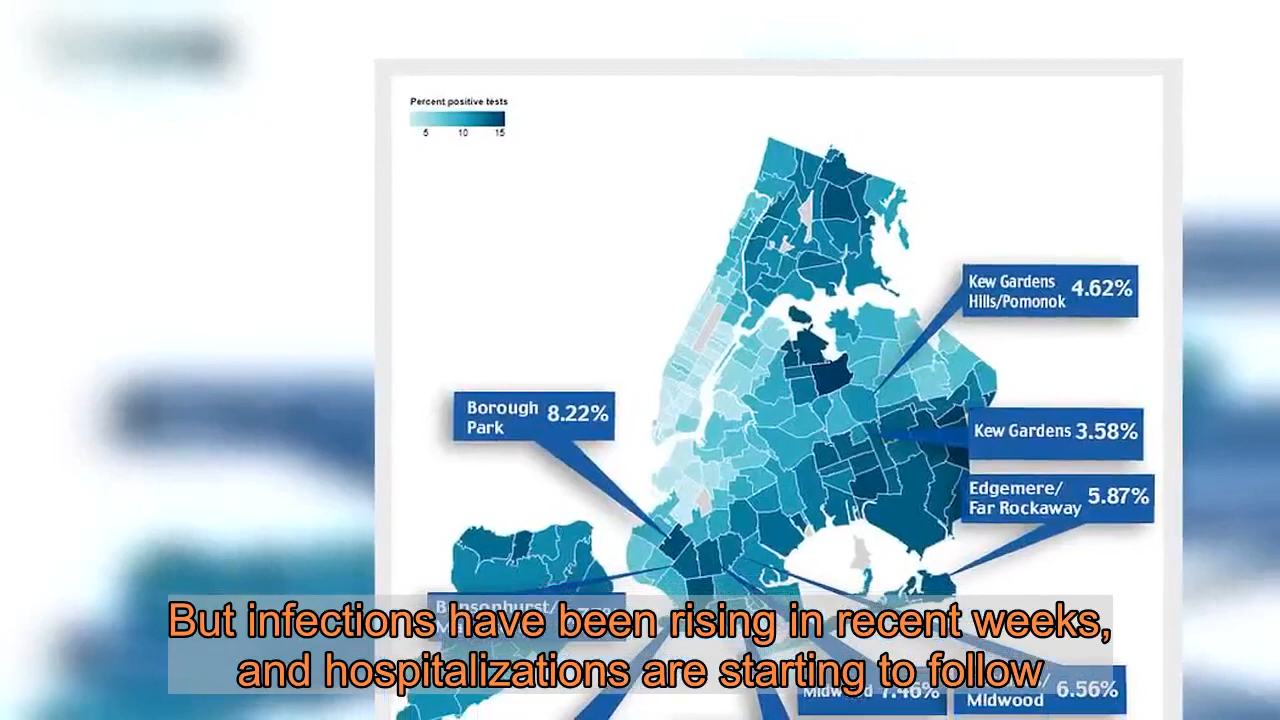 Percent positive tests
5 10 15
Kew Gardens
Hills/Pomonok
4.62%
Borough
Park
8.22%
Kew Gardens 3.58%
Edgemere/
Far Rockaway
5.87%
Bensonhurst/
But infections have been rising in recent weeks,
and hospitalizations are starting to follow
Midwood 7.46%
Midwood
6.56%